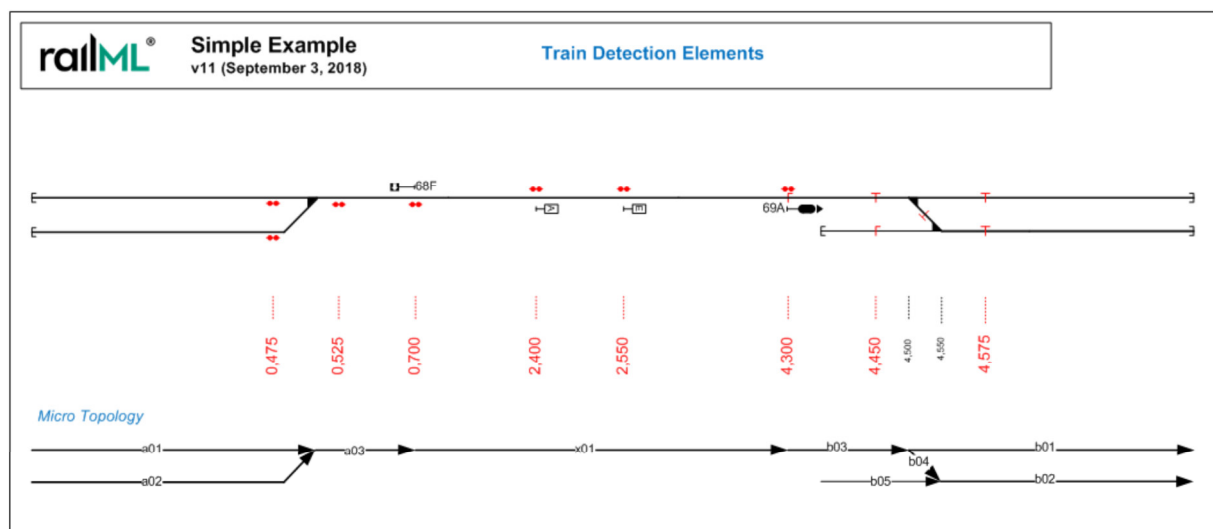 railML®
Simple Example
v11 (September 3, 2018)
Train Detection Elements
68F
A
E
69A
0,475
0,525
0,700
2,400
2,550
4,300
4,450
4,500
4,550
4,575
Micro Topology
a01
a03
x01
b03
b01
b04
a02
b05
b02